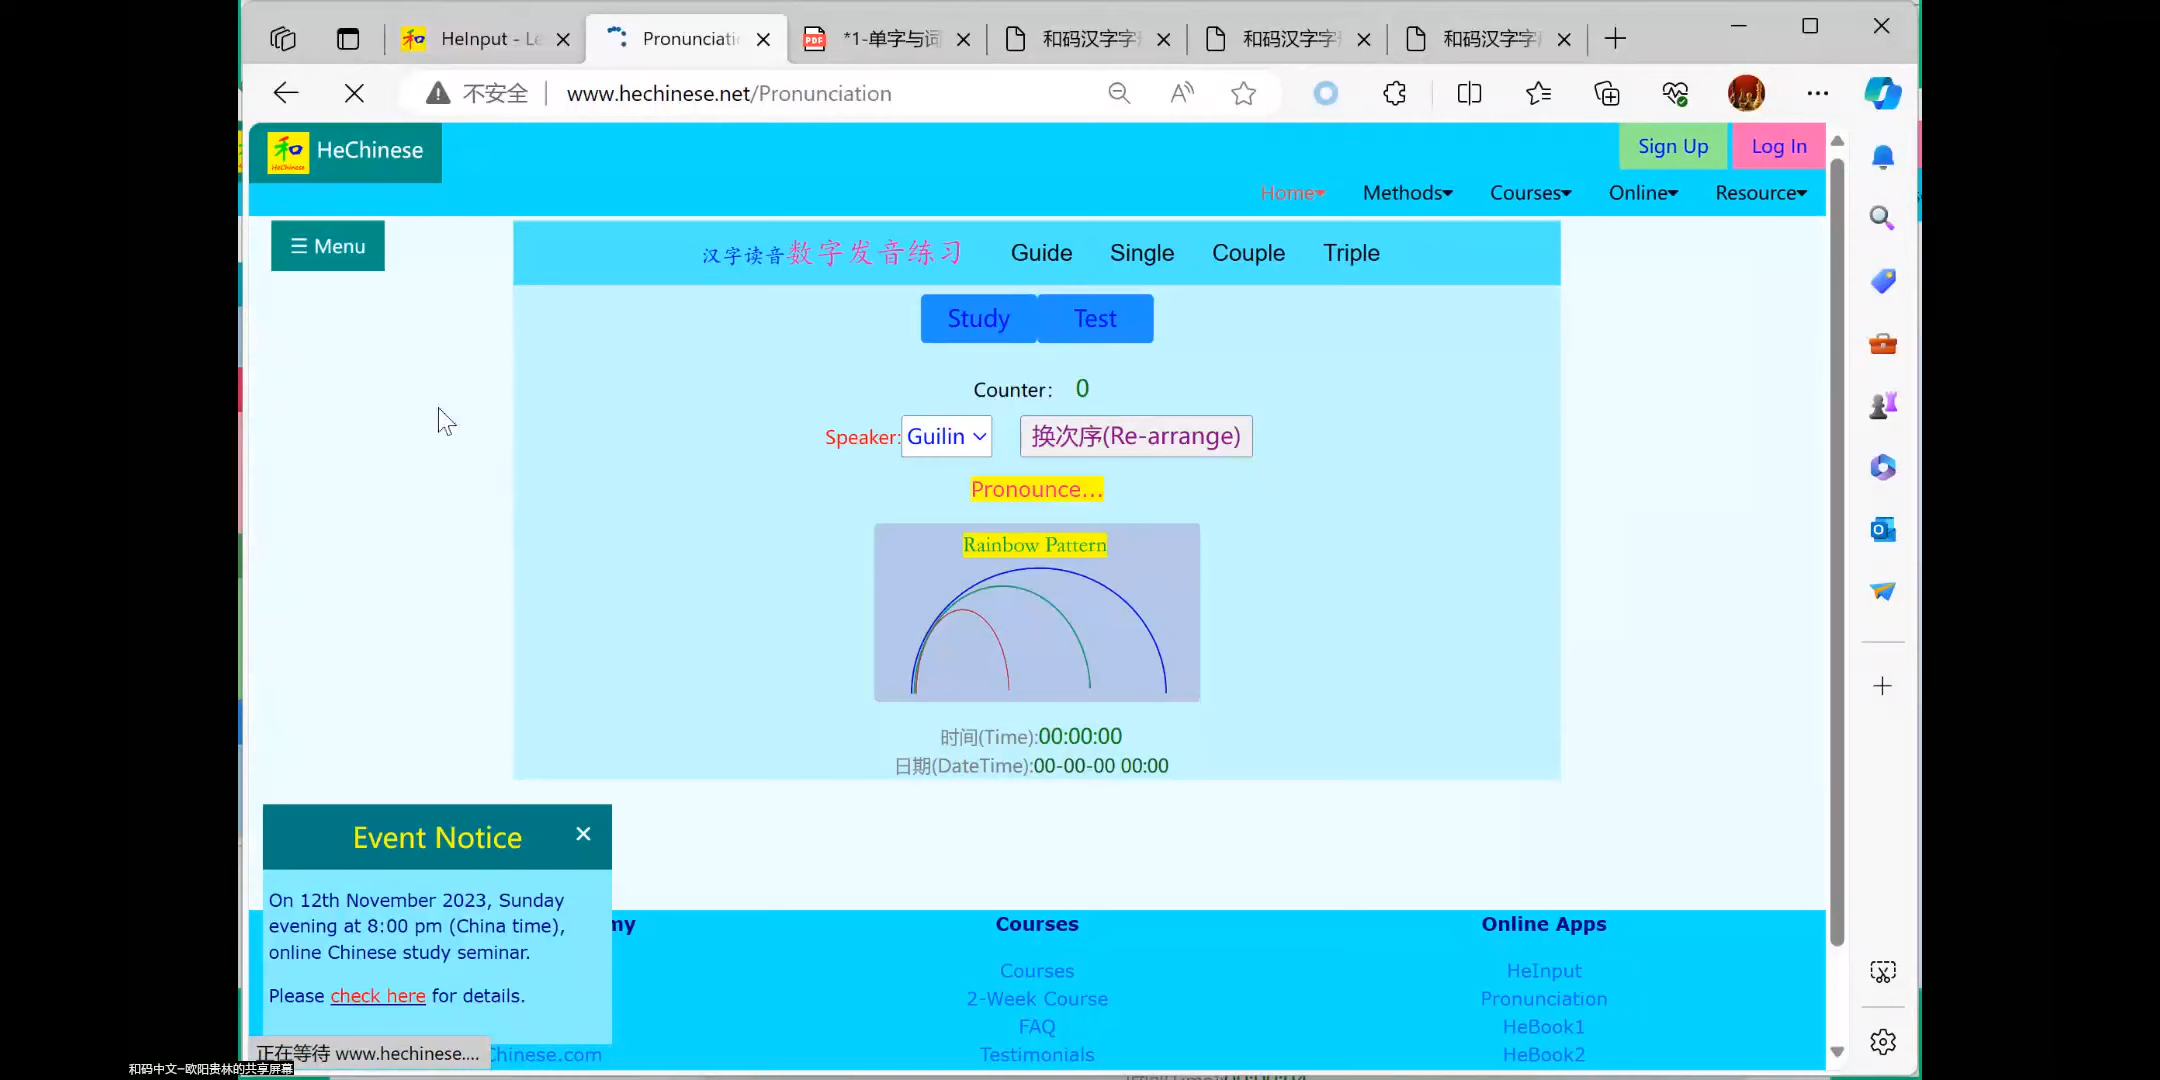 HeInput - Le
Pronunciatio
*1-单字与词
和码汉字字
和码汉字字
和码汉字字
不安全
www.hechinese.net/Pronunciation
和
HeChinese
HeChinese
Sign Up
Log In
Home
Methods
Courses
Online
Resource
☰ Menu
汉字读音数字发音练习 Guide Single Couple Triple
Study Test
Counter: 0
Speaker: Guilin 换次序(Re-arrange)
Pronounce...
Rainbow Pattern
时间(Time):00:00:00
日期(DateTime):00-00-00 00:00
Event Notice ×
On 12th November 2023, Sunday
evening at 8:00 pm (China time),
online Chinese study seminar.
Please check here for details.
my
Courses
Online Apps
Courses
HeInput
2-Week Course
Pronunciation
FAQ
HeBook1
Chinese.com
Testimonials
HeBook2
正在等待 www.hechinese....
和码中文–欧阳贵林的共享屏幕